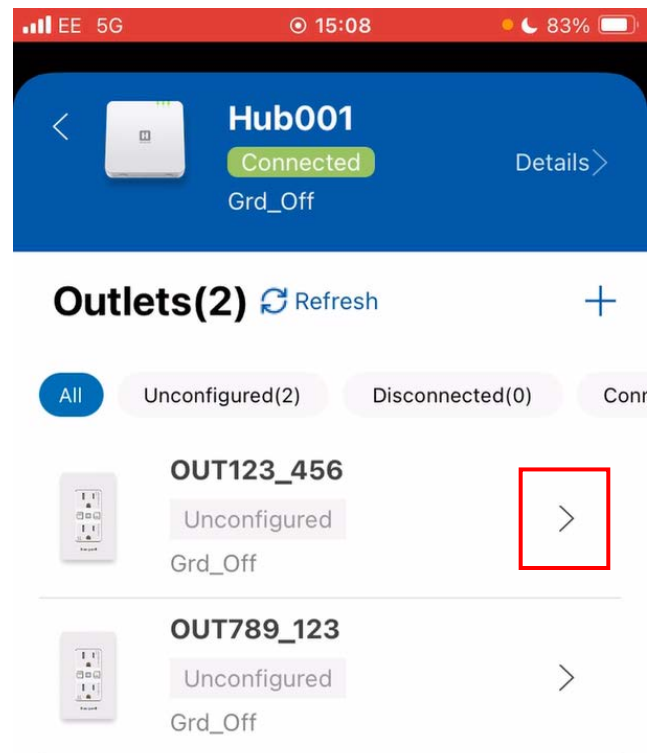 EE 5G 15:08 83%
Hub001
Connected
Details
Grd_Off
Outlets(2) Refresh
All Unconfigured(2) Disconnected(0) Conn
OUT123_456
Unconfigured
Grd_Off
OUT789_123
Unconfigured
Grd_Off